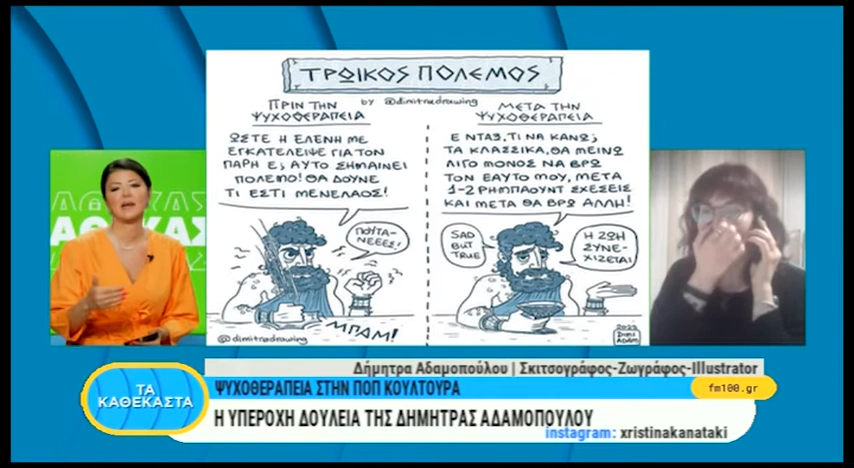 ΤΡΩΙΚΟΣ ΠΟΛΕΜΟΣ
by @dimitradrawing
ΠΡΙΝ ΤΗΝ
ΨΥΧΟΘΕΡΑΠΕΙΑ
ΩΣΤΕ Η ΕΛΕΝΗ ΜΕ
ΕΓΚΑΤΕΛΕΙΨΕ ΓΙΑ ΤΟΝ
ΠΑΡΗ Ε; ΑΥΤΟ ΣΗΜΑΙΝΕΙ
ΠΟΛΕΜΟ! ΘΑ ΔΟΥΝΕ
ΤΙ ΕΣΤΙ ΜΕΝΕΛΑΟΣ!
ΠΟΥΤΑ-
ΝΕΕΕΣ!
ΜΠΑΜ!
@dimitradrawing
ΜΕΤΑ ΤΗΝ
ΨΥΧΟΘΕΡΑΠΕΙΑ
Ε ΝΤΑΞ, ΤΙ ΝΑ ΚΑΝΩ;
ΤΑ ΚΛΑΣΣΙΚΑ, ΘΑ ΜΕΙΝΩ
ΛΙΓΟ ΜΟΝΟΣ ΝΑ ΒΡΩ
ΤΟΝ ΕΑΥΤΟ ΜΟΥ, ΜΕΤΑ
1-2 ΡΗΜΠΑΟΥΝΤ ΣΧΕΣΕΙΣ
ΚΑΙ ΜΕΤΑ ΘΑ ΒΡΩ ΑΛΛΗ!
SAD
BUT
TRUE
Η ΖΩΗ
ΣΥΝΕ-
ΧΙΖΕΤΑΙ
2022
DIMI
ADAM
Δήμητρα Αδαμοπούλου | Σκιτσογράφος-Ζωγράφος-Illustrator
ΤΑ
ΚΑΘΕΚΑΣΤΑ
ΨΥΧΟΘΕΡΑΠΕΙΑ ΣΤΗΝ ΠΟΠ ΚΟΥΛΤΟΥΡΑ
fm100.gr
Η ΥΠΕΡΟΧΗ ΔΟΥΛΕΙΑ ΤΗΣ ΔΗΜΗΤΡΑΣ ΑΔΑΜΟΠΟΥΛΟΥ
instagram: xristinakanataki